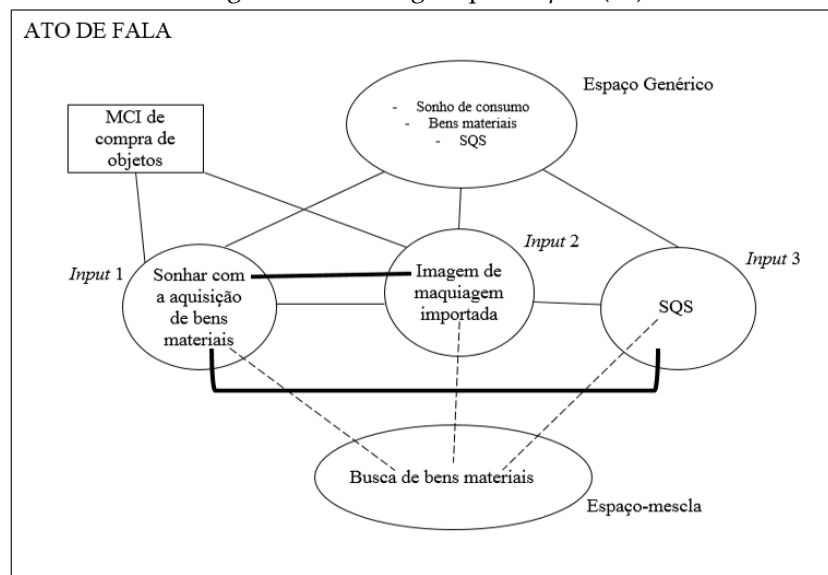 ATO DE FALA
Espaço Genérico
- Sonho de consumo
- Bens materiais
- SQS
MCI de
compra de
objetos
Input 1
Sonhar com
a aquisição
de bens
materiais
Input 2
Imagem de
maquiagem
importada
Input 3
SQS
Busca de bens materiais
Espaço-mescla